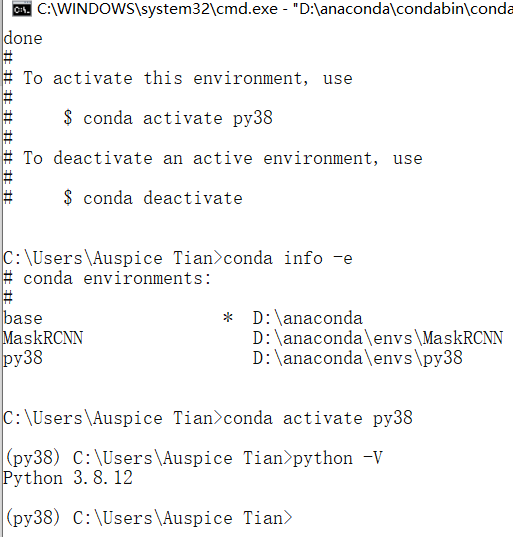 C:\WINDOWS\system32\cmd.exe - "D:\anaconda\condabin\conda
done
#
# To activate this environment, use
#
#     $ conda activate py38
#
# To deactivate an active environment, use
#
#     $ conda deactivate
C:\Users\Auspice Tian>conda info -e
# conda environments:
#
base                  *  D:\anaconda
MaskRCNN                 D:\anaconda\envs\MaskRCNN
py38                     D:\anaconda\envs\py38
C:\Users\Auspice Tian>conda activate py38
(py38) C:\Users\Auspice Tian>python -V
Python 3.8.12
(py38) C:\Users\Auspice Tian>